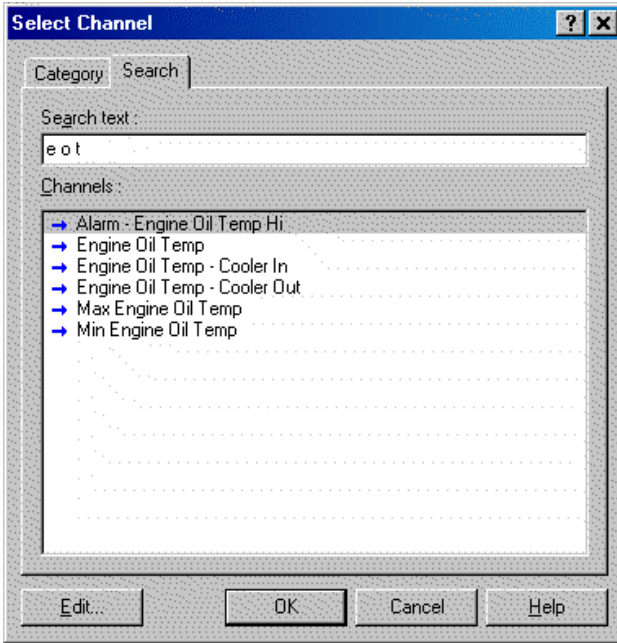 Select Channel
Category Search
Search text :
e o t
Channels :
Alarm - Engine Oil Temp Hi
Engine Oil Temp
Engine Oil Temp - Cooler In
Engine Oil Temp - Cooler Out
Max Engine Oil Temp
Min Engine Oil Temp
Edit... OK Cancel Help